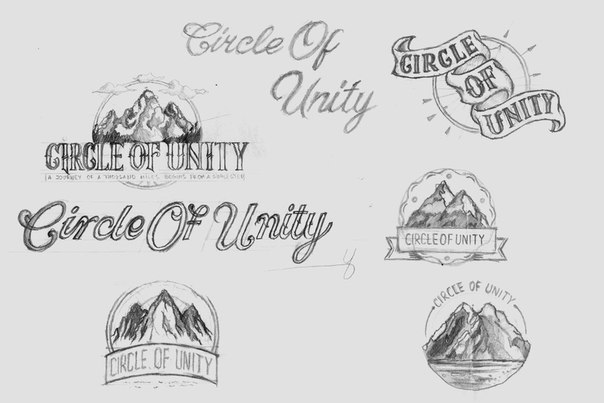 Circle Of
Unity
CIRCLE
OF
UNITY
CIRCLE OF UNITY
A JOURNEY OF A THOUSAND MILES BEGINS FROM A SINGLE STEP
Circle Of Unity
CIRCLE OF UNITY
CIRCLE OF UNITY
CIRCLE OF UNITY
y